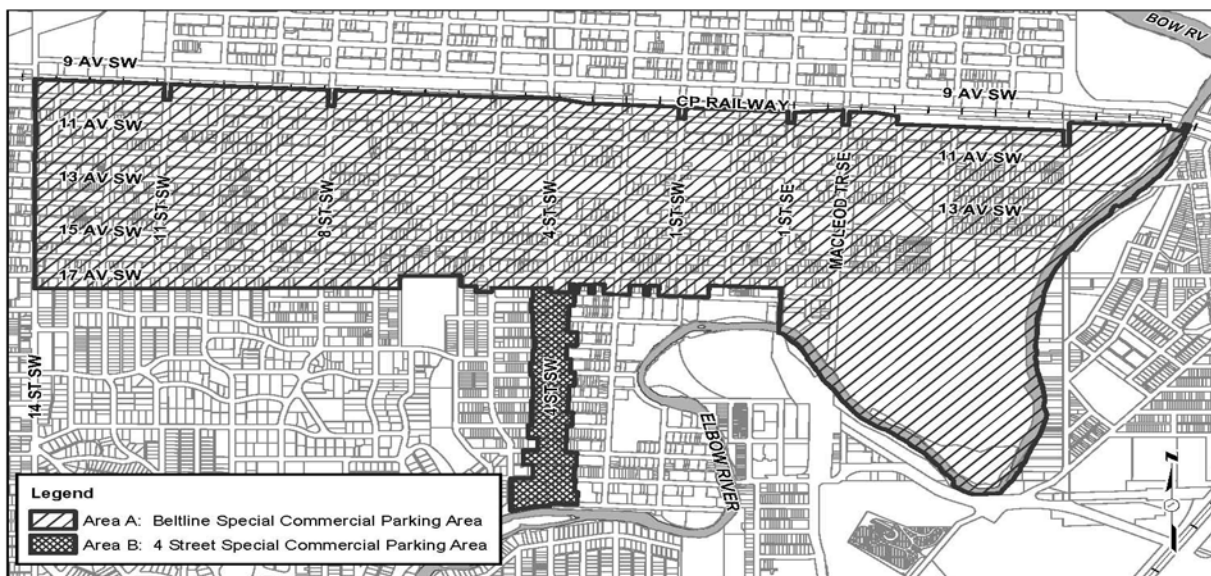 BOW RV
9 AV SW
CP RAILWAY
9 AV SW
11 AV SW
11 AV SW
13 AV SW
13 AV SW
15 AV SW
17 AV SW
11 ST SW
8 ST SW
4 ST SW
1 ST SW
1 ST SE
MACLEOD TR SE
14 ST SW
4 ST SW
ELBOW RIVER
Legend
Area A: Beltline Special Commercial Parking Area
Area B: 4 Street Special Commercial Parking Area
N